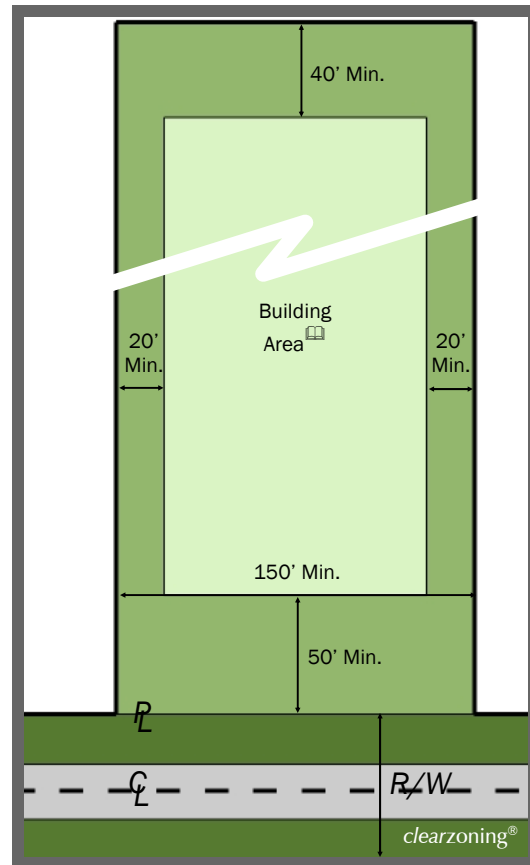 40’ Min.
Building
Area
20’
Min.
20’
Min.
150’ Min.
50’ Min.
PL
CL
R/W
clearzoning®